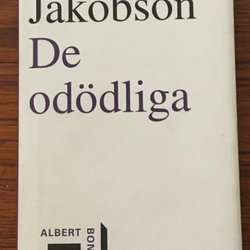 Jakobson
De
odödliga
ALBERT
BON